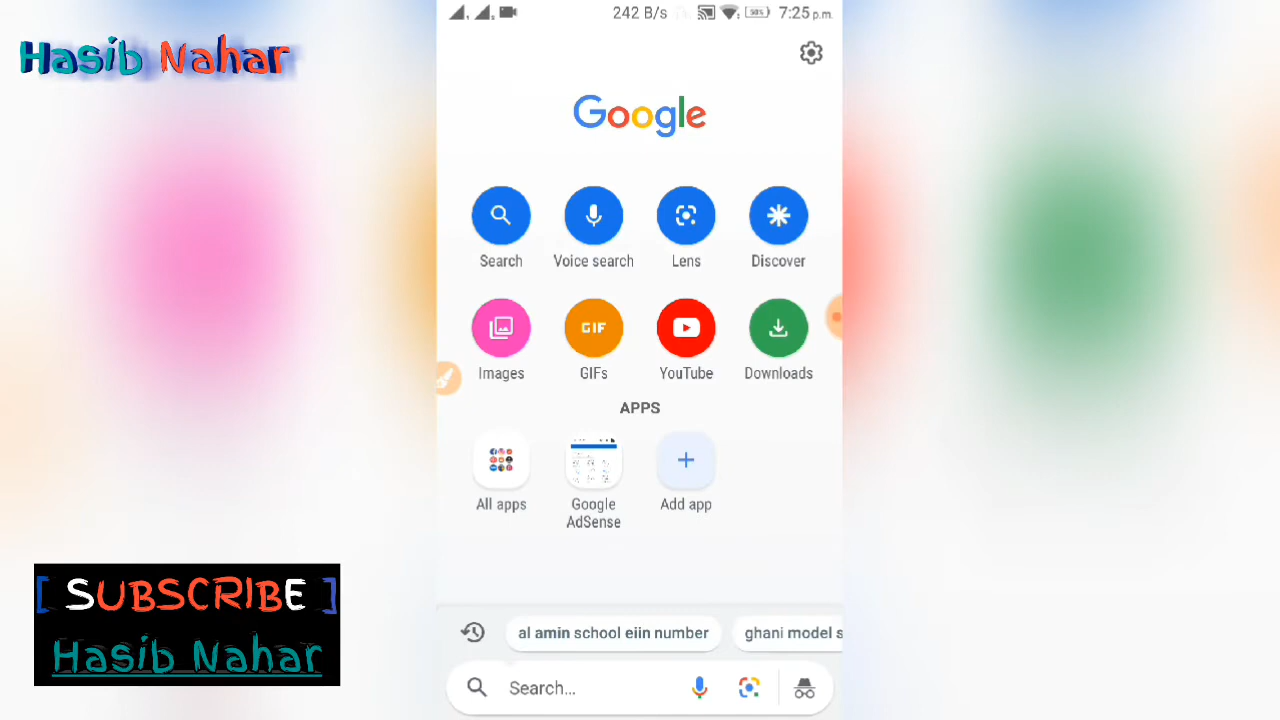 Hasib Nahar
242 B/s 50% 7:25 p.m.
Google
Search Voice search Lens Discover
GIF
Images GIFs YouTube Downloads
APPS
All apps Google AdSense Add app
[ SUBSCRIBE ]
Hasib Nahar
al amin school eiin number ghani model s
Search...